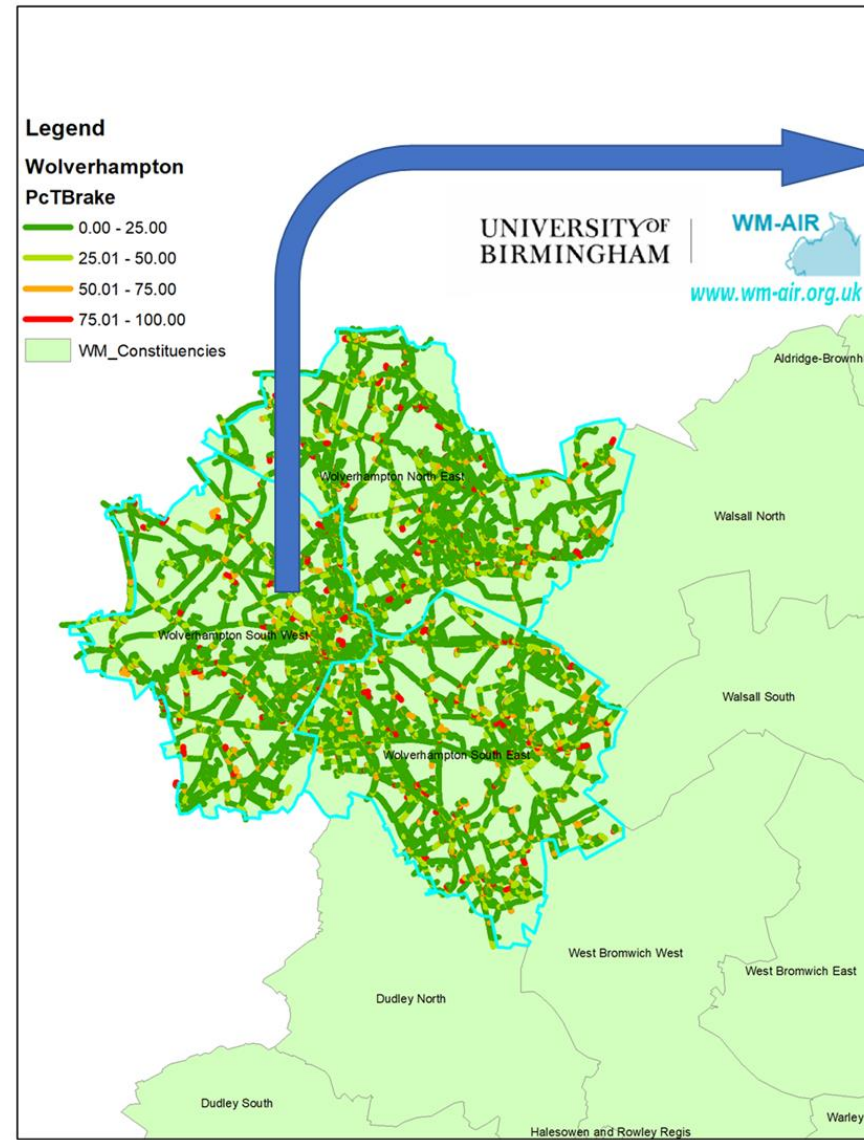 Legend
Wolverhampton
PcTBrake
0.00 - 25.00
25.01 - 50.00
50.01 - 75.00
75.01 - 100.00
WM_Constituencies
UNIVERSITY OF
BIRMINGHAM
WM-AIR
www.wm-air.org.uk
Aldridge-Brownh
Wolverhampton North East
Walsall North
Wolverhampton South West
Walsall South
Wolverhampton South East
West Bromwich West
West Bromwich East
Dudley North
Dudley South
Warley
Halesowen and Rowley Regis